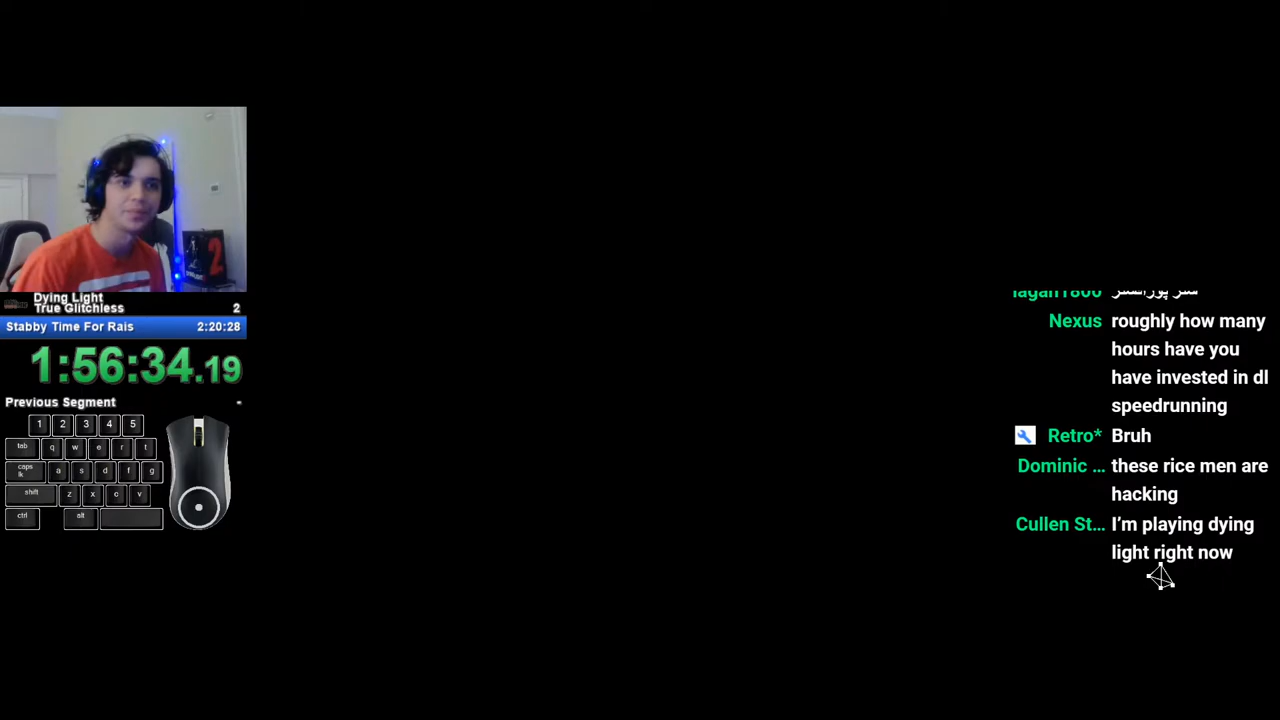 Dying Light
True Glitchless 2
Stabby Time For Rais 2:20:28
1:56:34.19
Previous Segment -
1 2 3 4 5
tab q w e r t
caps lk a s d f g
shift z x c v
ctrl alt
2
Nexus roughly how many
hours have you
have invested in dl
speedrunning
Retro* Bruh
Dominic … these rice men are
hacking
Cullen St… I’m playing dying
light right now